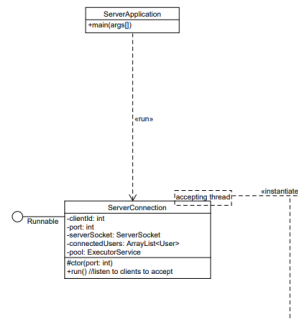 ServerApplication
+main(args[])
«run»
accepting thread
«instantiate
ServerConnection
Runnable
-clientId: int
-port: int
-serverSocket: ServerSocket
-connectedUsers: ArrayList<User>
-pool: ExecutorService
#ctor(port: int)
+run() //listen to clients to accept